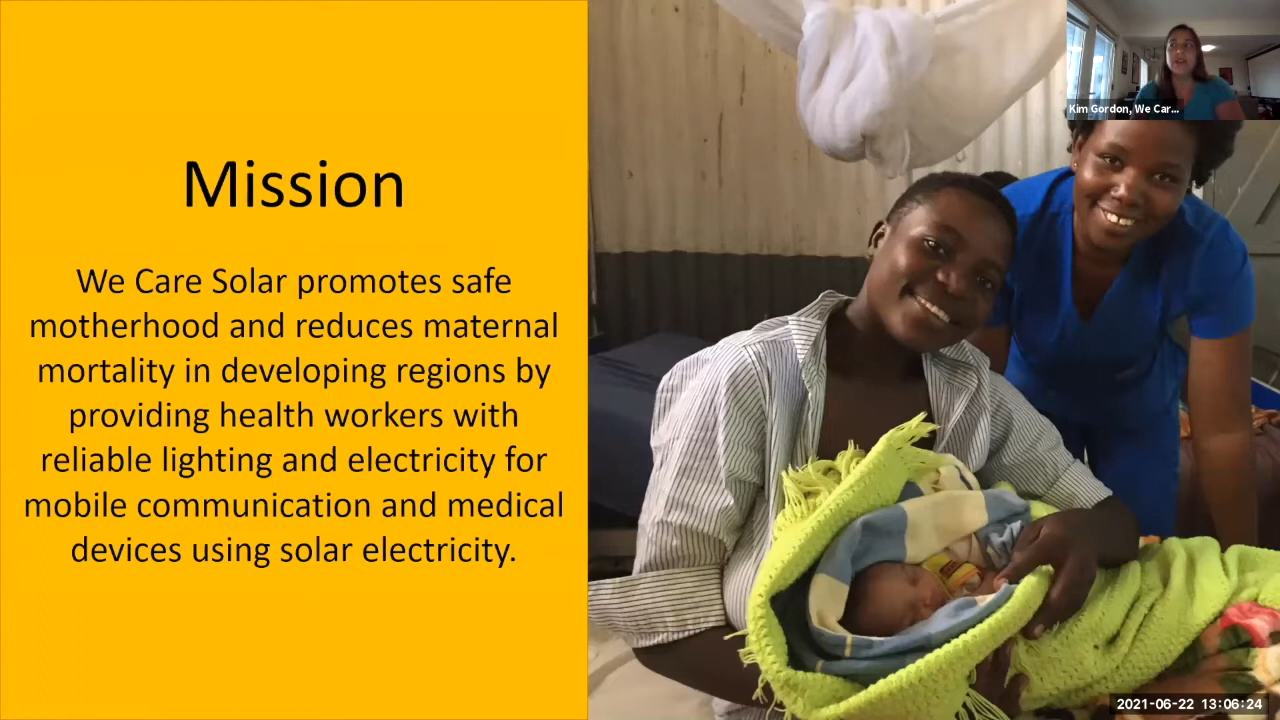 Mission
We Care Solar promotes safe
motherhood and reduces maternal
mortality in developing regions by
providing health workers with
reliable lighting and electricity for
mobile communication and medical
devices using solar electricity.
Kim Gordon, We Car...
2021-06-22 13:06:24